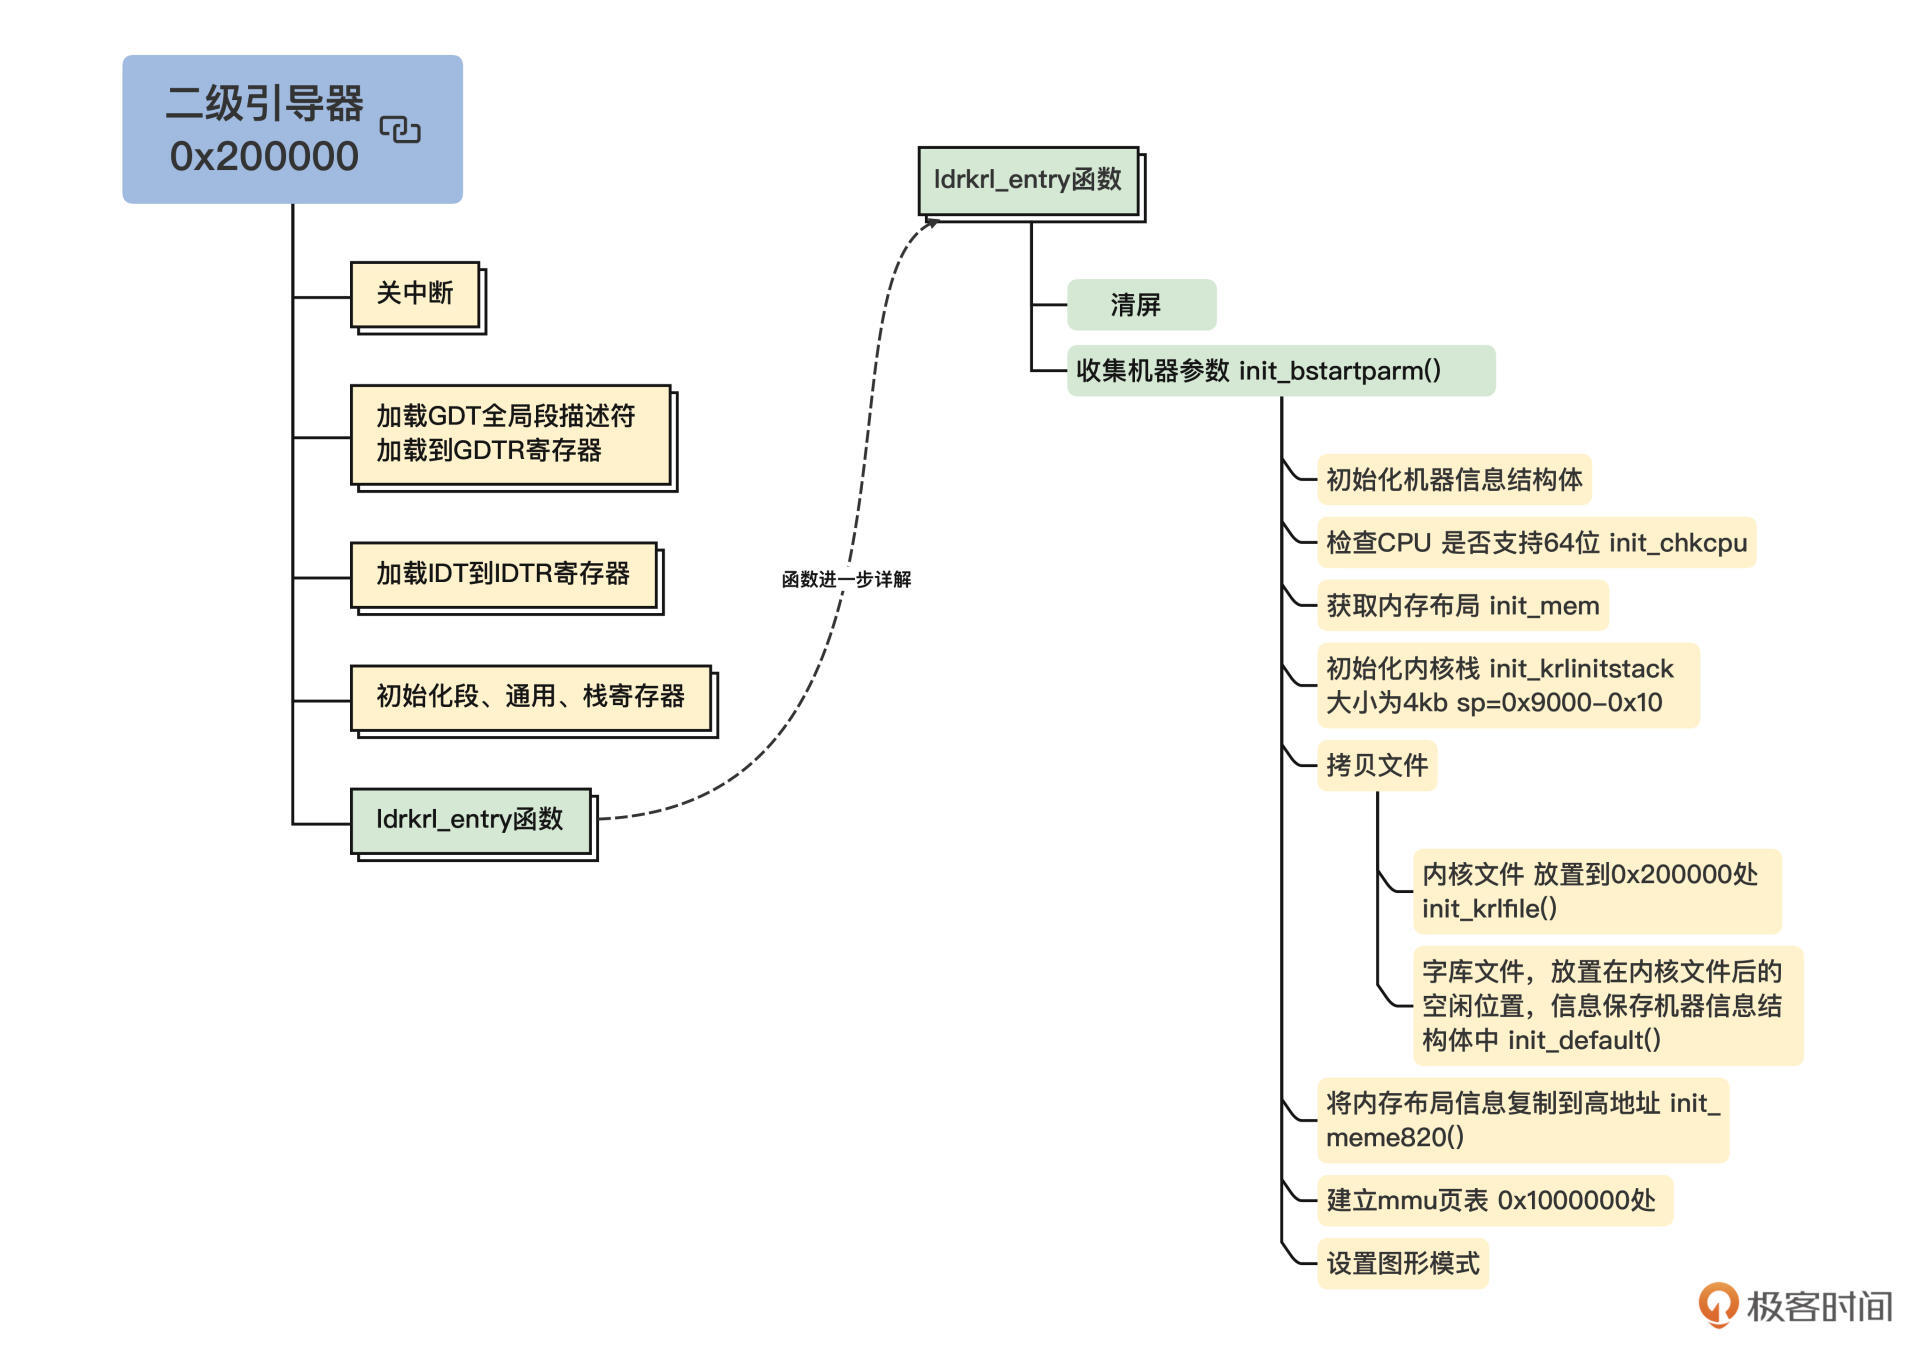 二级引导器
0x200000
关中断
加载GDT全局段描述符
加载到GDTR寄存器
加载IDT到IDTR寄存器
初始化段、通用、栈寄存器
ldrkrl_entry函数
函数进一步详解
ldrkrl_entry函数
清屏
收集机器参数 init_bstartparm()
初始化机器信息结构体
检查CPU 是否支持64位 init_chkcpu
获取内存布局 init_mem
初始化内核栈 init_krlinitstack
大小为4kb sp=0x9000-0x10
拷贝文件
内核文件 放置到0x200000处
init_krlfile()
字库文件，放置在内核文件后的
空闲位置，信息保存机器信息结
构体中 init_default()
将内存布局信息复制到高地址 init_
meme820()
建立mmu页表 0x1000000处
设置图形模式
极客时间